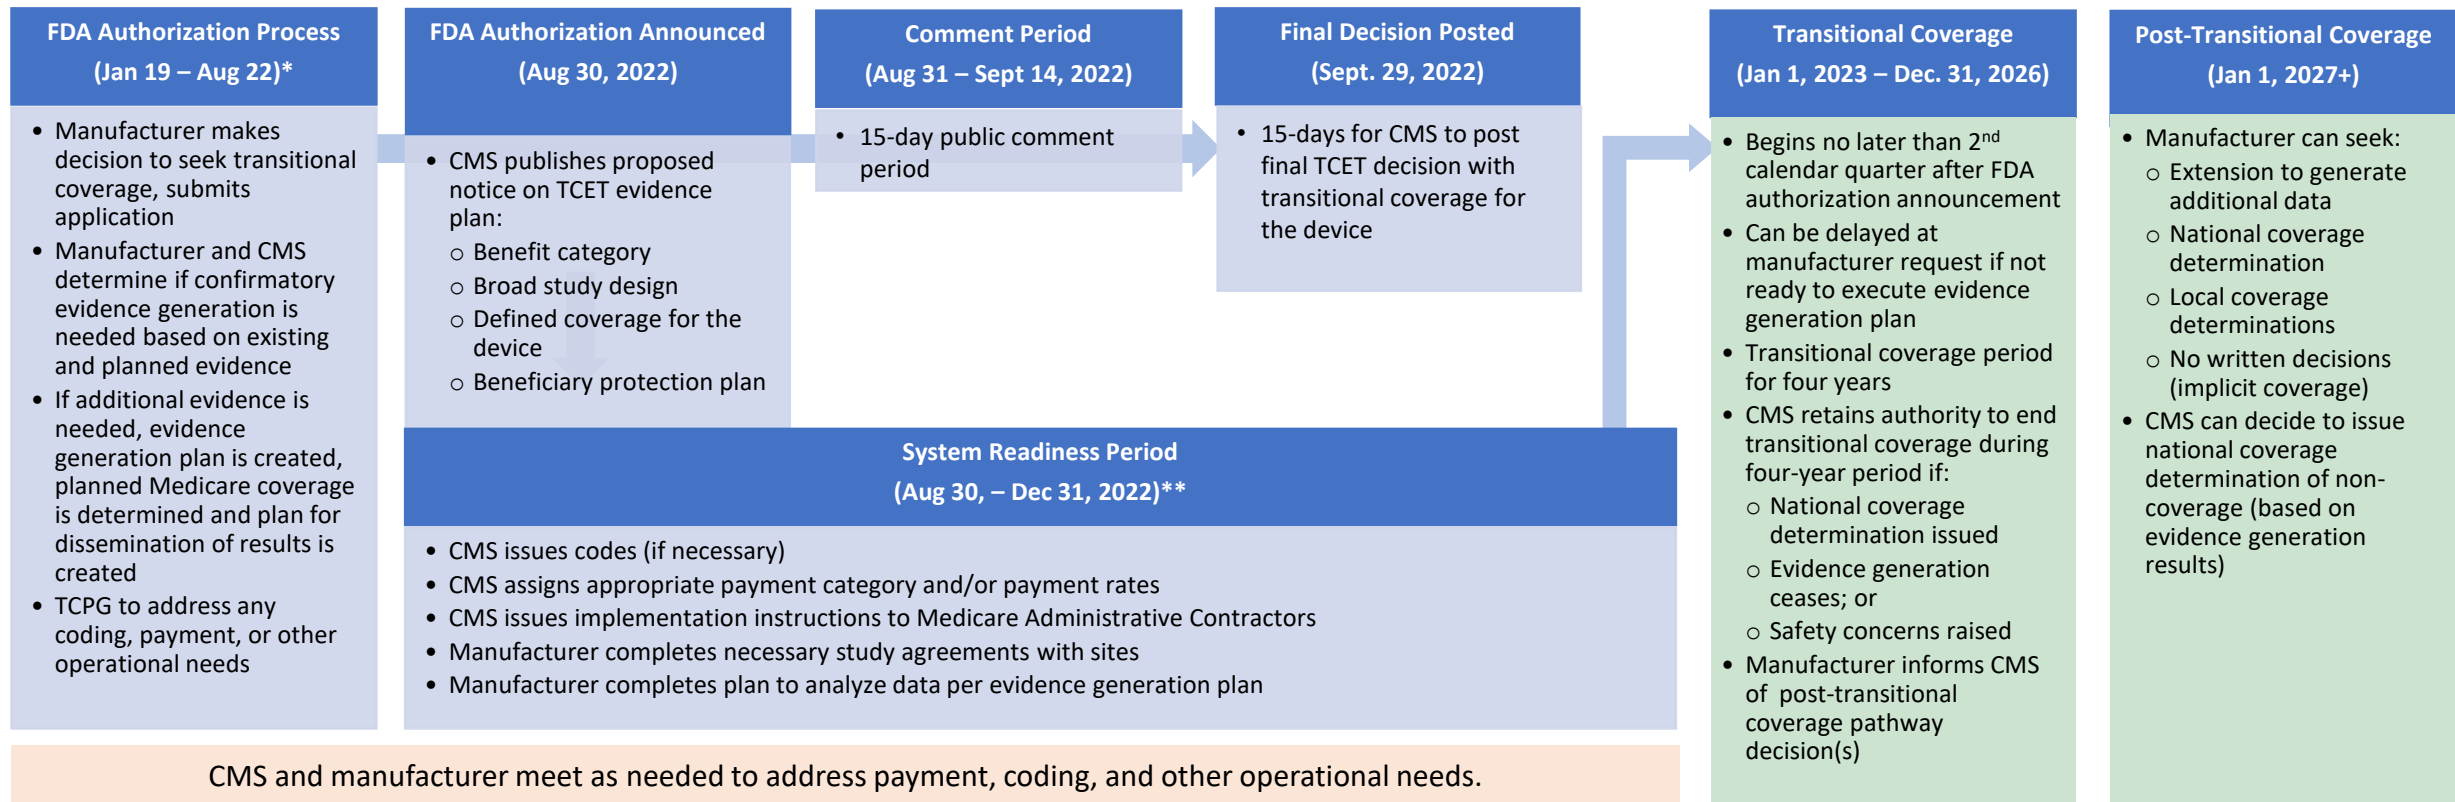 FDA Authorization Process
(Jan 19 – Aug 22)*
• Manufacturer makes
decision to seek transitional
coverage, submits
application
• Manufacturer and CMS
determine if confirmatory
evidence generation is
needed based on existing
and planned evidence
• If additional evidence is
needed, evidence
generation plan is created,
planned Medicare coverage
is determined and plan for
dissemination of results is
created
• TCPG to address any
coding, payment, or other
operational needs
FDA Authorization Announced
(Aug 30, 2022)
• CMS publishes proposed
notice on TCET evidence
plan:
o Benefit category
o Broad study design
o Defined coverage for the
device
o Beneficiary protection plan
Comment Period
(Aug 31 – Sept 14, 2022)
• 15-day public comment
period
Final Decision Posted
(Sept. 29, 2022)
• 15-days for CMS to post
final TCET decision with
transitional coverage for
the device
System Readiness Period
(Aug 30, – Dec 31, 2022)**
• CMS issues codes (if necessary)
• CMS assigns appropriate payment category and/or payment rates
• CMS issues implementation instructions to Medicare Administrative Contractors
• Manufacturer completes necessary study agreements with sites
• Manufacturer completes plan to analyze data per evidence generation plan
Transitional Coverage
(Jan 1, 2023 – Dec. 31, 2026)
• Begins no later than 2nd
calendar quarter after FDA
authorization announcement
• Can be delayed at
manufacturer request if not
ready to execute evidence
generation plan
• Transitional coverage period
for four years
• CMS retains authority to end
transitional coverage during
four-year period if:
o National coverage
determination issued
o Evidence generation
ceases; or
o Safety concerns raised
• Manufacturer informs CMS
of post-transitional
coverage pathway
decision(s)
Post-Transitional Coverage
(Jan 1, 2027+)
• Manufacturer can seek:
o Extension to generate
additional data
o National coverage
determination
o Local coverage
determinations
o No written decisions
(implicit coverage)
• CMS can decide to issue
national coverage
determination of non-
coverage (based on
evidence generation
results)
CMS and manufacturer meet as needed to address payment, coding, and other operational needs.